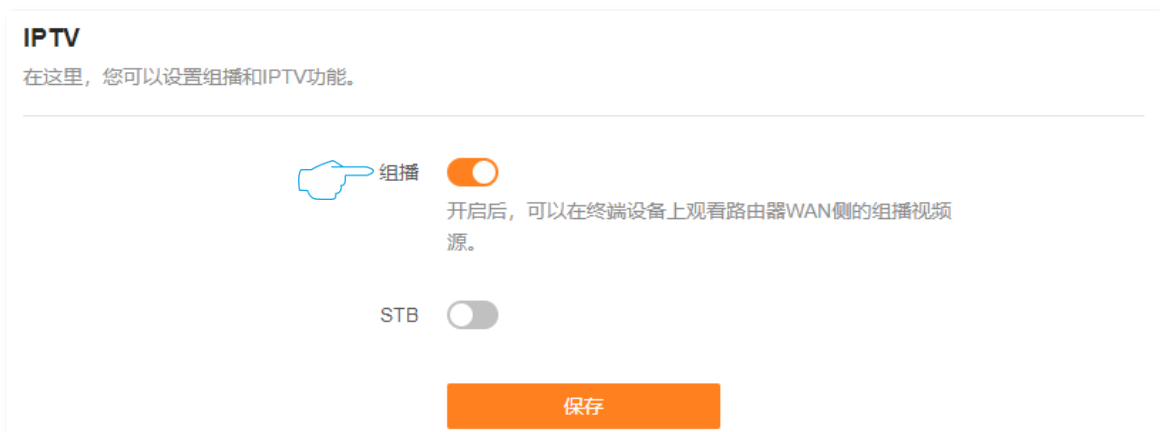 IPTV
在这里，您可以设置组播和IPTV功能。
组播
开启后，可以在终端设备上观看路由器WAN侧的组播视频
源。
STB
保存